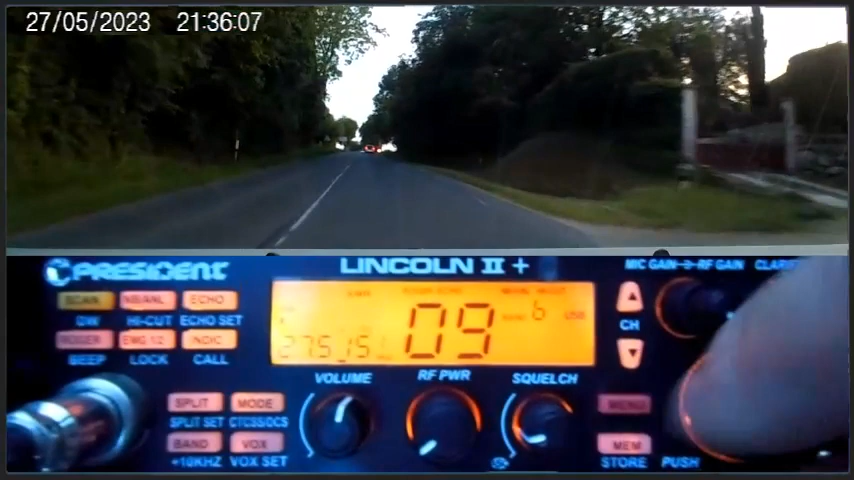 27/05/2023 21:36:07
PRESIDENT
LINCOLN II +
MIC GAIN RF GAIN
SCAN NB/ANL ECHO
DW HI-CUT ECHO SET
ROGER EMG 1/2 NDIC
BEEP LOCK CALL
09
b
USB
CH
VOLUME RF PWR SQUELCH
SPLIT MODE
SPLIT SET CTCSS/DCS
BAND VOX
+10KHZ VOX SET
MENU
MEM
STORE PUSH